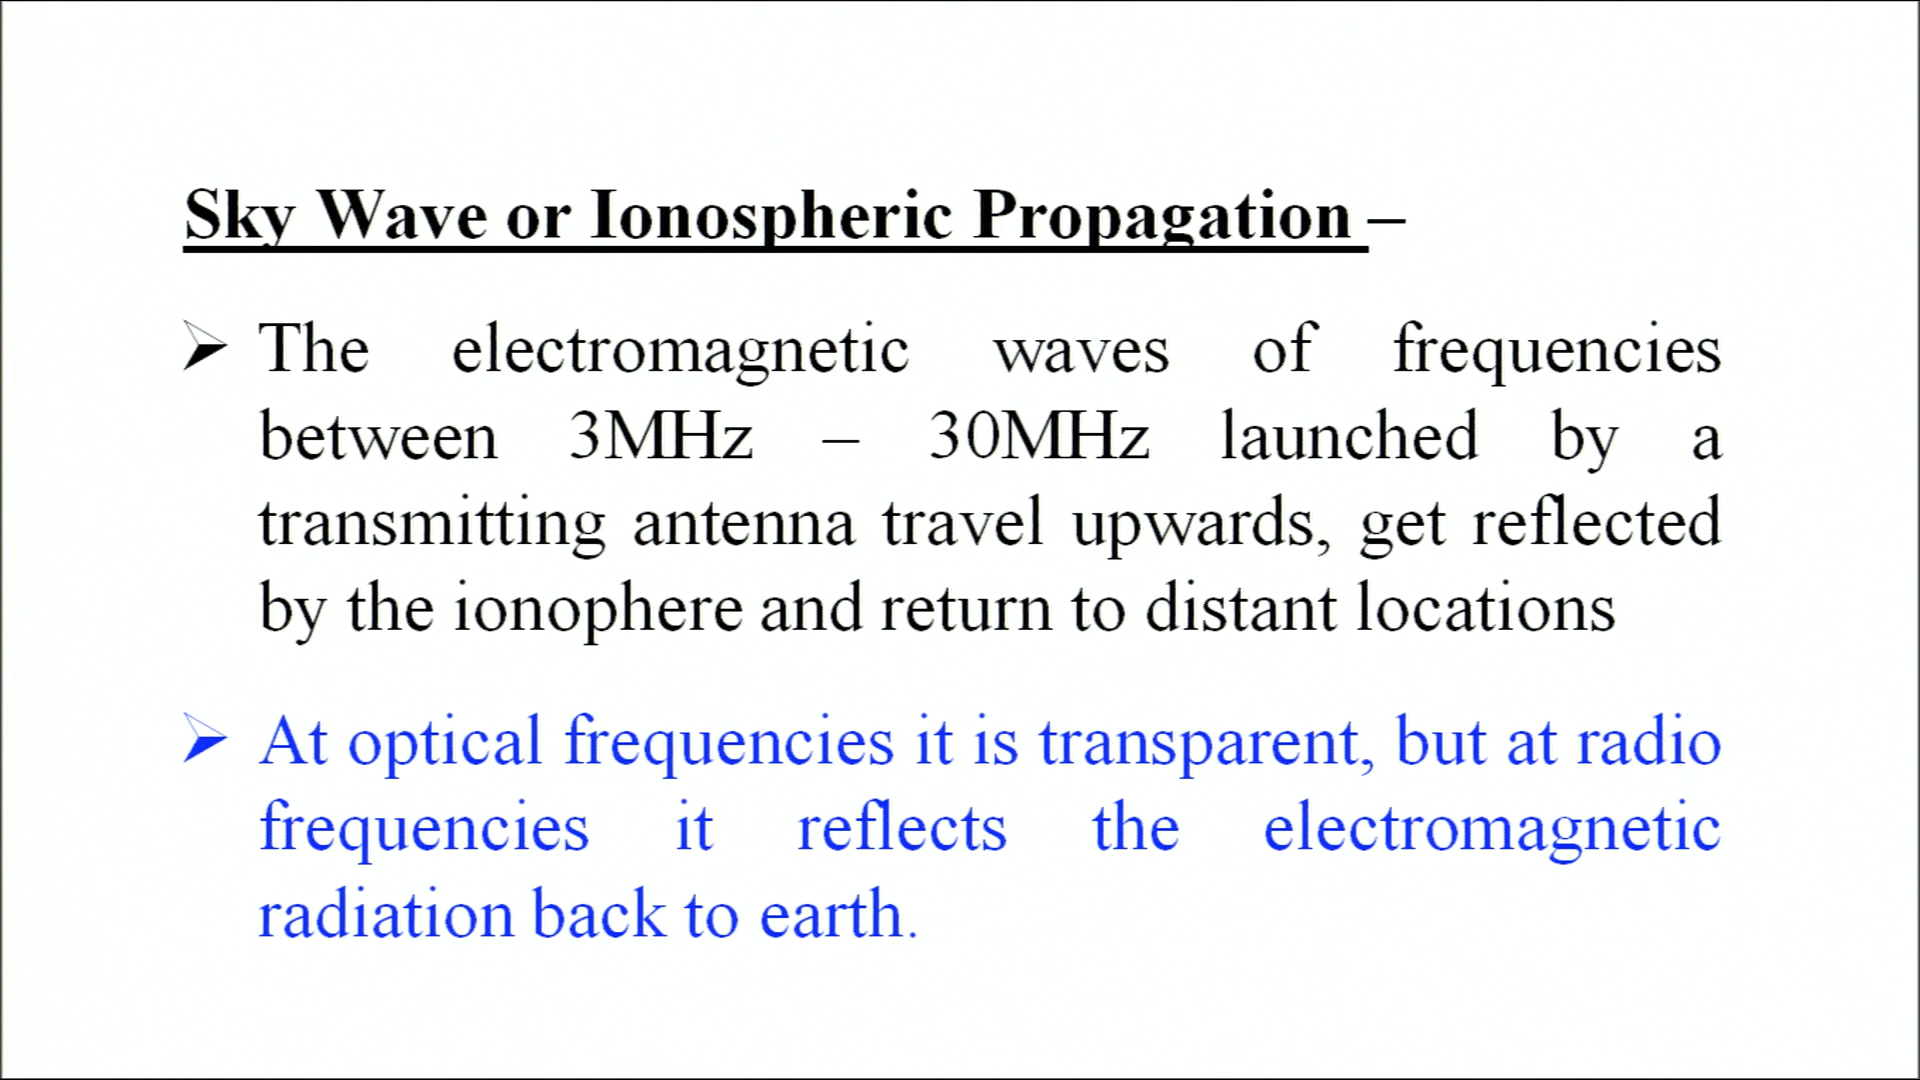 Sky Wave or Ionospheric Propagation –
➢ The electromagnetic waves of frequencies
between 3MHz – 30MHz launched by a
transmitting antenna travel upwards, get reflected
by the ionophere and return to distant locations
➢ At optical frequencies it is transparent, but at radio
frequencies it reflects the electromagnetic
radiation back to earth.